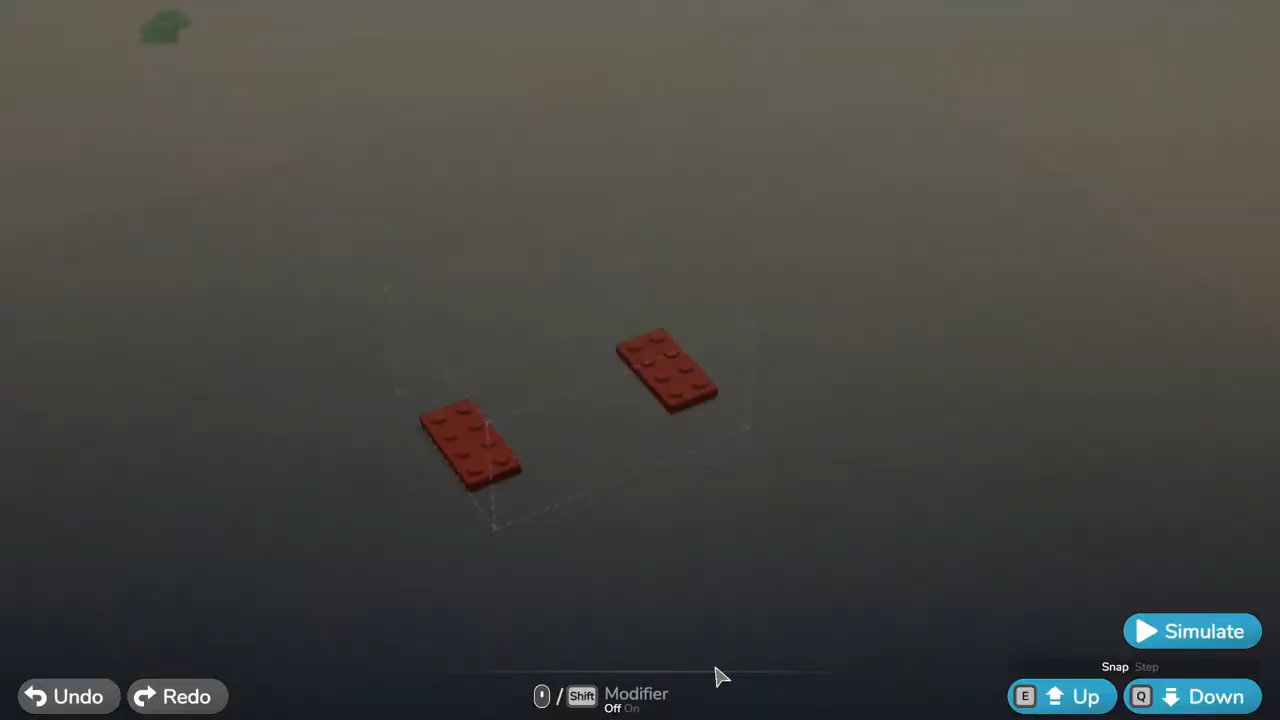 Simulate
Snap Step
Undo
Redo
/ Shift Modifier
Off On
E Up
Q Down